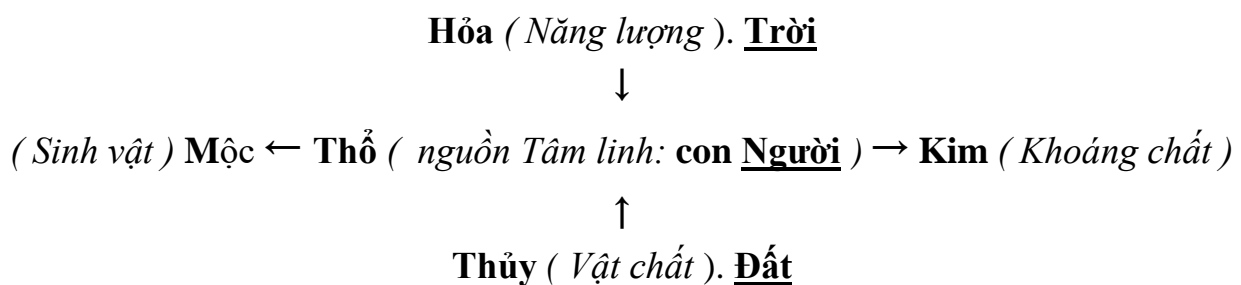 Hỏa ( Năng lượng ). Trời
↓
( Sinh vật ) Mộc ← Thổ ( nguồn Tâm linh: con Người ) → Kim ( Khoáng chất )
↑
Thủy ( Vật chất ). Đất